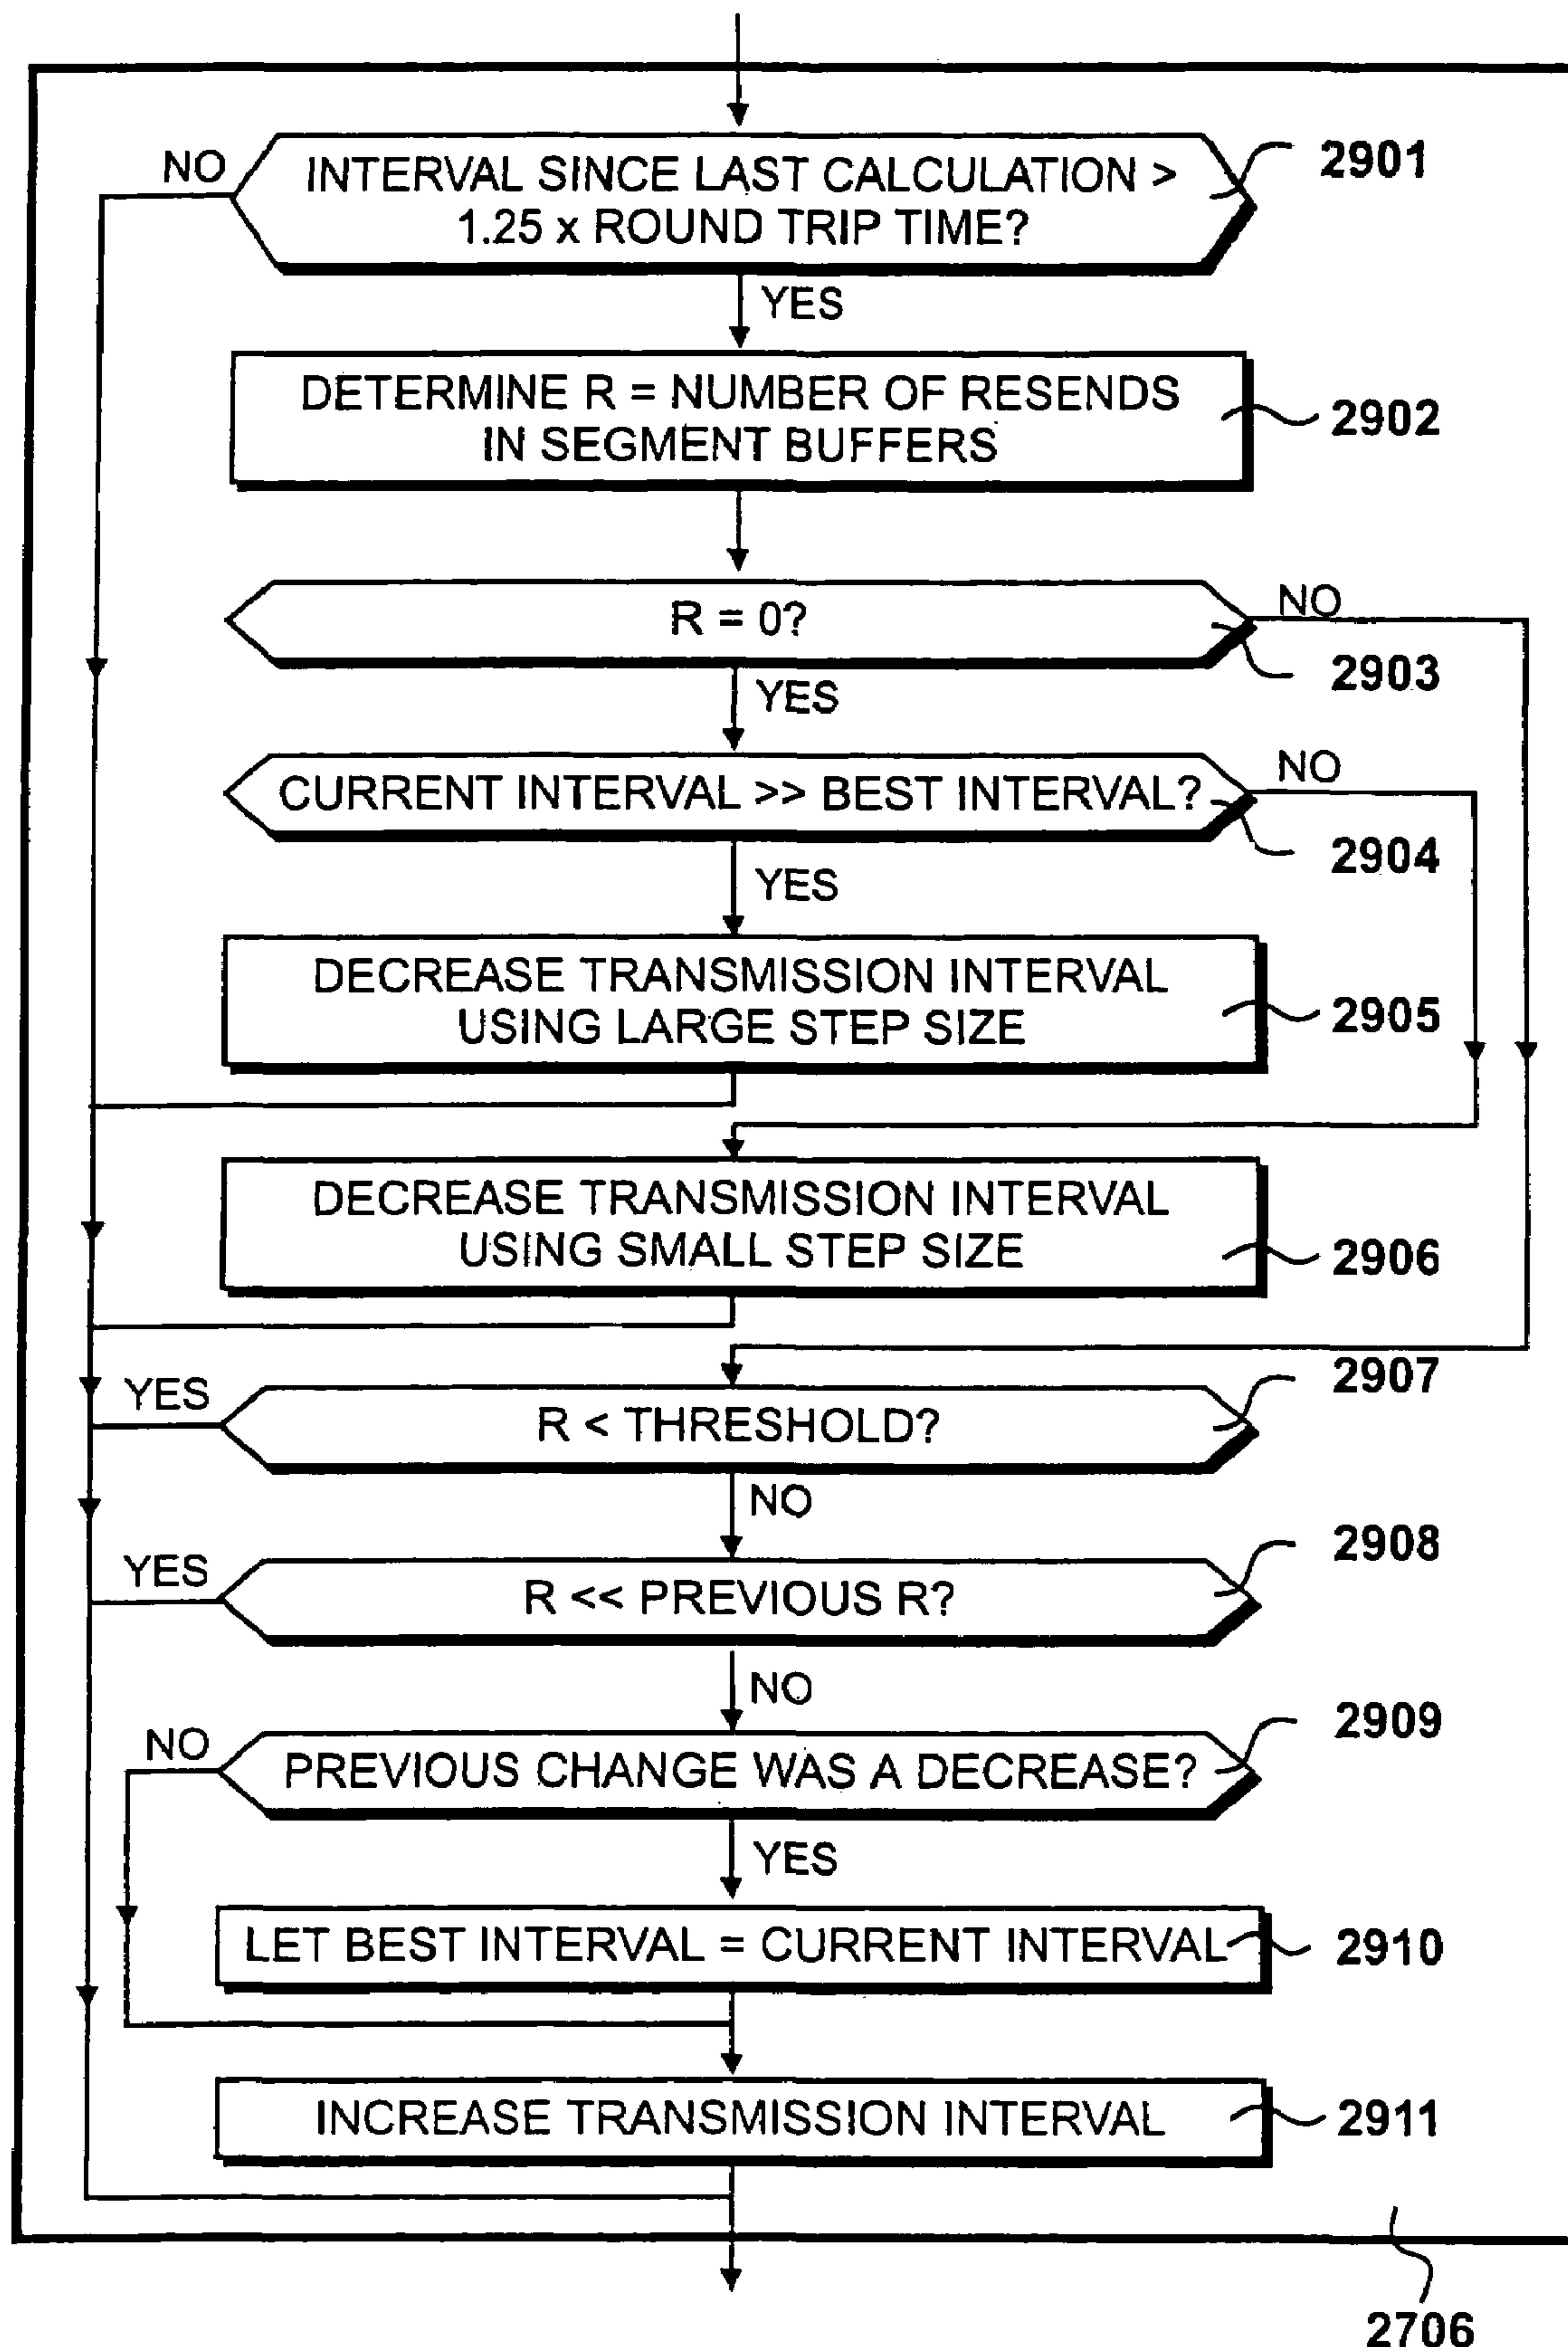 NO
INTERVAL SINCE LAST CALCULATION >
1.25 x ROUND TRIP TIME?
2901
YES
DETERMINE R = NUMBER OF RESENDS
IN SEGMENT BUFFERS
2902
R = 0?
NO
2903
YES
CURRENT INTERVAL >> BEST INTERVAL?
NO
2904
YES
DECREASE TRANSMISSION INTERVAL
USING LARGE STEP SIZE
2905
DECREASE TRANSMISSION INTERVAL
USING SMALL STEP SIZE
2906
YES
R < THRESHOLD?
2907
NO
YES
R << PREVIOUS R?
2908
NO
NO
PREVIOUS CHANGE WAS A DECREASE?
2909
YES
LET BEST INTERVAL = CURRENT INTERVAL
2910
INCREASE TRANSMISSION INTERVAL
2911
2706